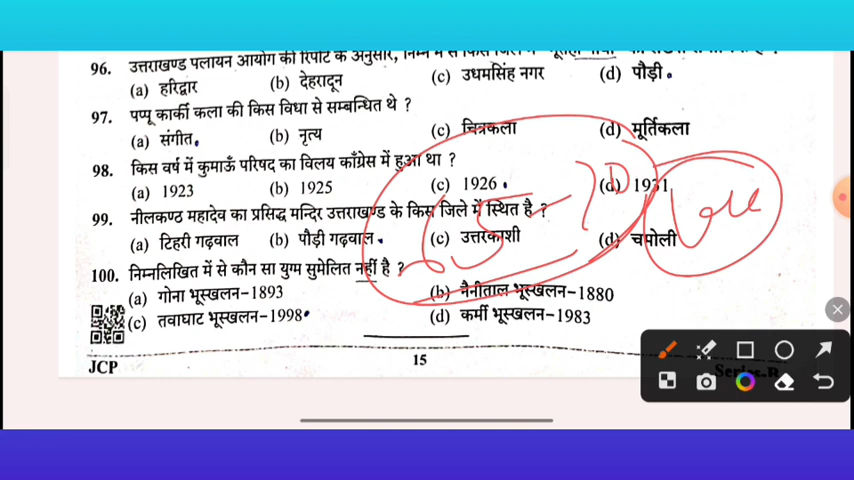 96. उत्तराखण्ड पलायन आयोग की रिपोर्ट के अनुसार, निम्न में से किस जिले में
(a) हरिद्वार (b) देहरादून (c) उधमसिंह नगर (d) पौड़ी
97. पप्पू कार्की कला की किस विधा से सम्बन्धित थे ?
(a) संगीत (b) नृत्य (c) चित्रकला (d) मूर्तिकला
98. किस वर्ष में कुमाऊँ परिषद का विलय काँग्रेस में हुआ था ?
(a) 1923 (b) 1925 (c) 1926 (d) 1931
99. नीलकण्ठ महादेव का प्रसिद्ध मन्दिर उत्तराखण्ड के किस जिले में स्थित है ?
(a) टिहरी गढ़वाल (b) पौड़ी गढ़वाल (c) उत्तरकाशी (d) चमोली
100. निम्नलिखित में से कौन सा युग्म सुमेलित नहीं है ?
(a) गोना भूस्खलन-1893 (b) नैनीताल भूस्खलन-1880
(c) तवाघाट भूस्खलन-1998 (d) कर्मी भूस्खलन-1983
JCP 15 Series-B
65-70